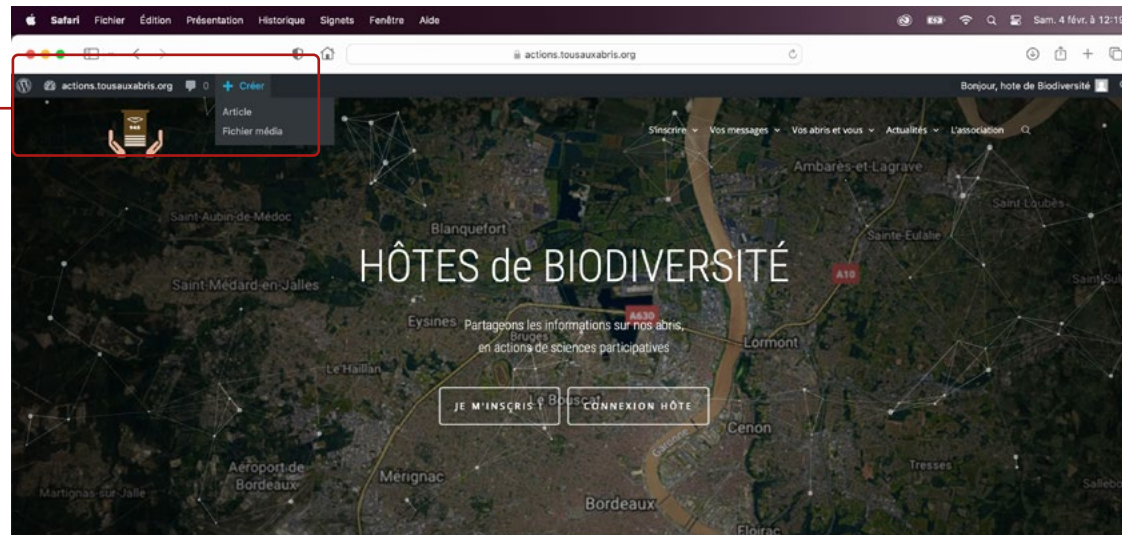 Safari Fichier Édition Présentation Historique Signets Fenêtre Aide Sam. 4 févr. à 12:19
actions.tousauxabris.org
actions.tousauxabris.org 0 + Créer Bonjour, hote de Biodiversité
Article
Fichier média
S'inscrire Vos messages Vos abris et vous Actualités L'association
Ambarès-et-Lagrave
Saint-Aubin-de-Médoc
Saint Loubès
Blanquefort
Sainte-Eulalie
HÔTES de BIODIVERSITÉ
A10
Saint-Médard-en-Jalles
A630
Eysines Partageons les informations sur nos abris,
Bruges
en actions de sciences participatives
Lormont
Le Haillan
Le Bouscat
JE M'INSCRIS ! CONNEXION HÔTE
Cenon
Garonne
Aéroport de
Bordeaux
Mérignac
Tresses
Martignas-sur-Jalle
Bordeaux
Floirac